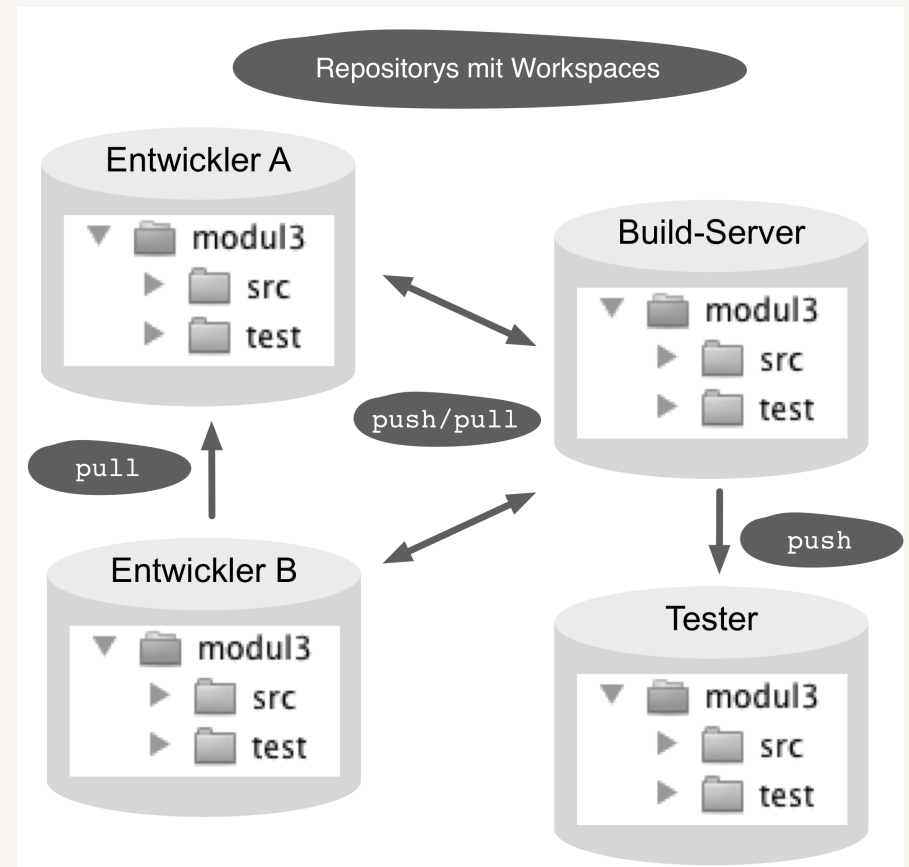 Repositorys mit Workspaces
Entwickler A
modul3
src
test
Build-Server
modul3
src
test
push/pull
pull
push
Entwickler B
modul3
src
test
Tester
modul3
src
test